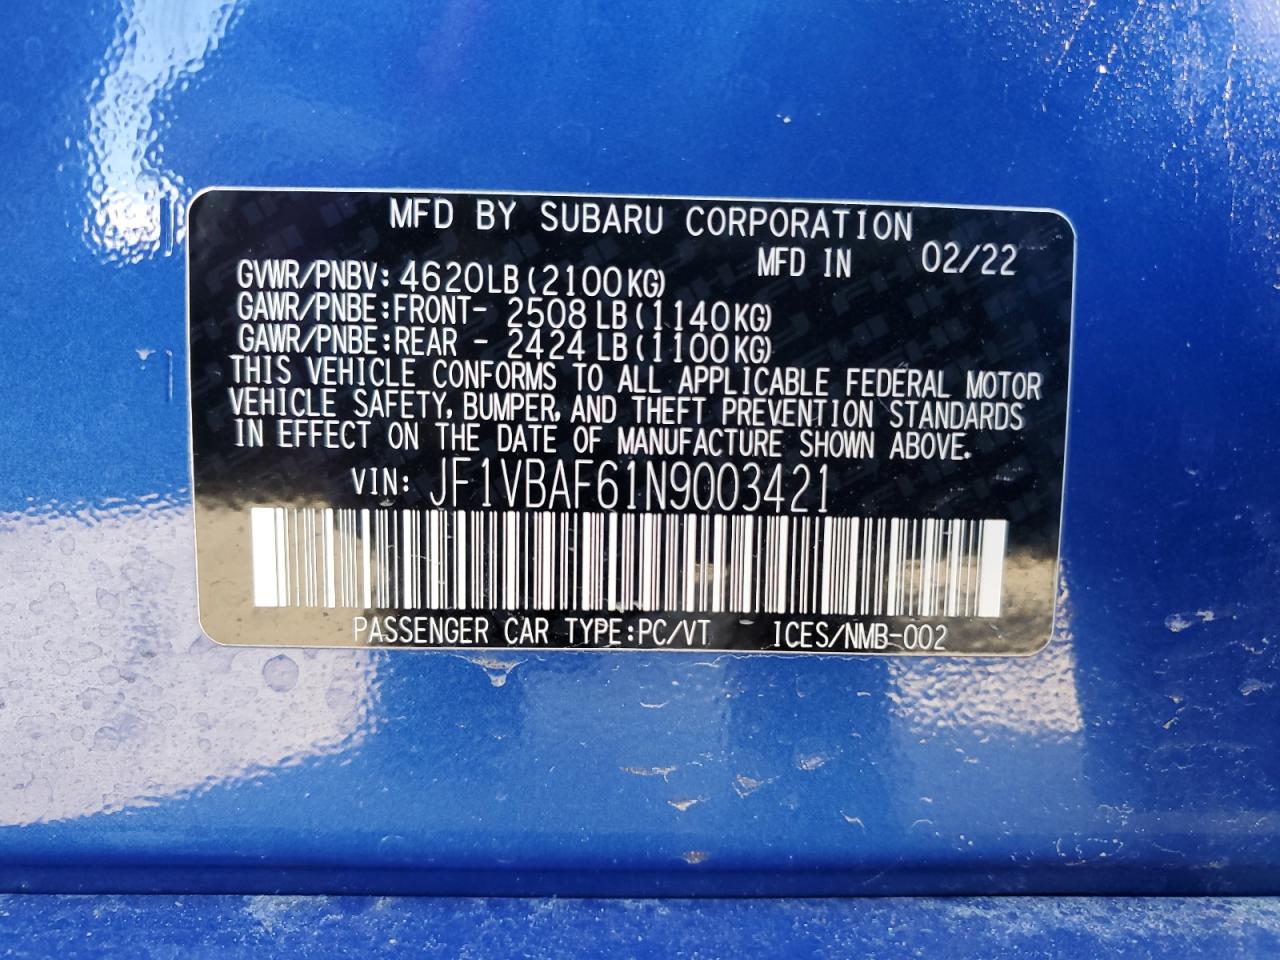 MFD BY SUBARU CORPORATION
MFD IN 02/22
GVWR/PNBV: 4620LB(2100KG)
GAWR/PNBE:FRONT- 2508 LB(1140KG)
GAWR/PNBE:REAR - 2424 LB(1100KG)
THIS VEHICLE CONFORMS TO ALL APPLICABLE FEDERAL MOTOR
VEHICLE SAFETY, BUMPER, AND THEFT PREVENTION STANDARDS
IN EFFECT ON THE DATE OF MANUFACTURE SHOWN ABOVE.
VIN: JF1VBAF61N9003421
PASSENGER CAR TYPE:PC/VT ICES/NMB-002